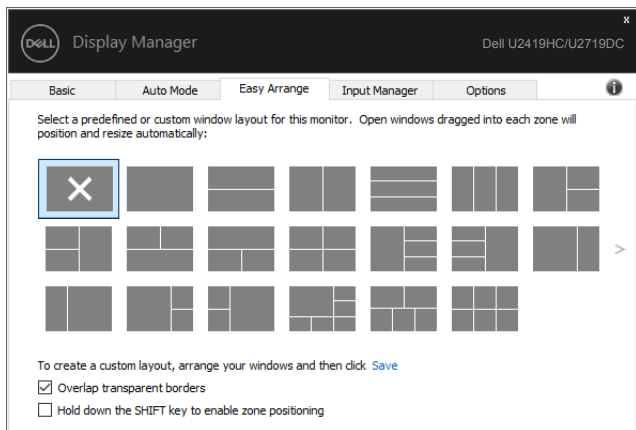 x
DELL Display Manager
Dell U2419HC/U2719DC
Basic Auto Mode Easy Arrange Input Manager Options i
Select a predefined or custom window layout for this monitor. Open windows dragged into each zone will
position and resize automatically:
>
To create a custom layout, arrange your windows and then click Save
Overlap transparent borders
Hold down the SHIFT key to enable zone positioning